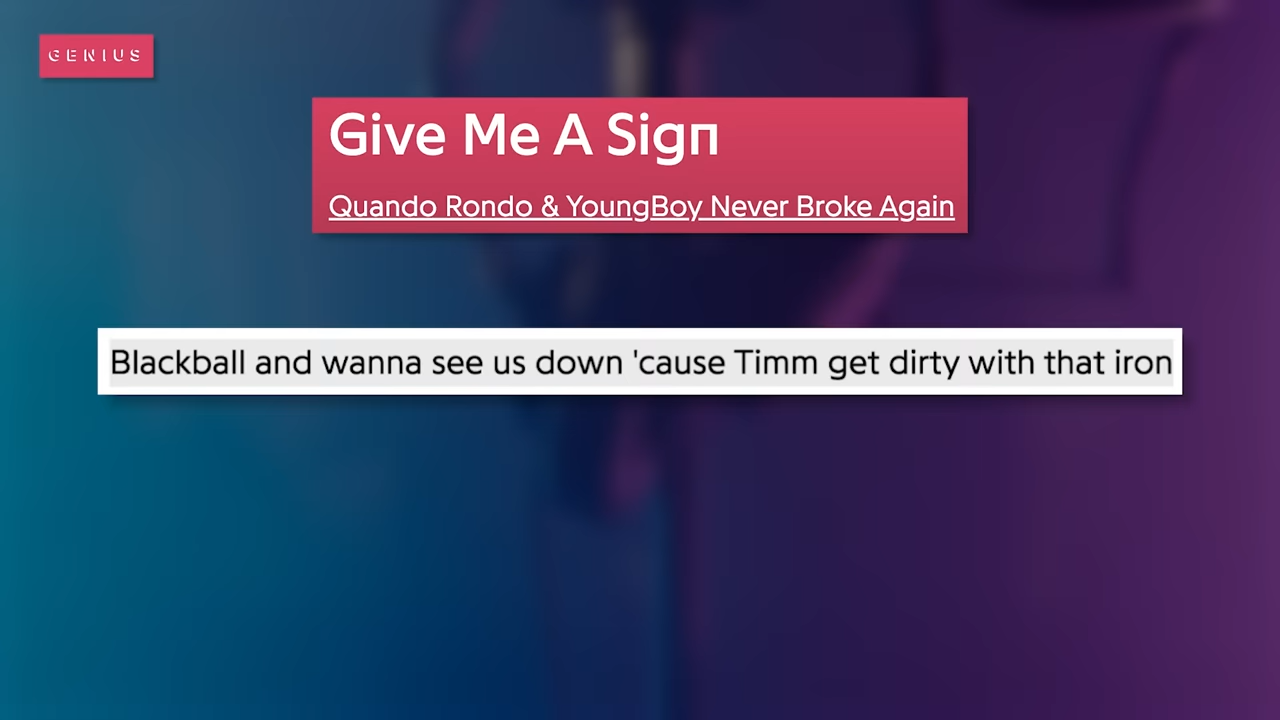 GENIUS
Give Me A Sign
Quando Rondo & YoungBoy Never Broke Again
Blackball and wanna see us down 'cause Timm get dirty with that iron